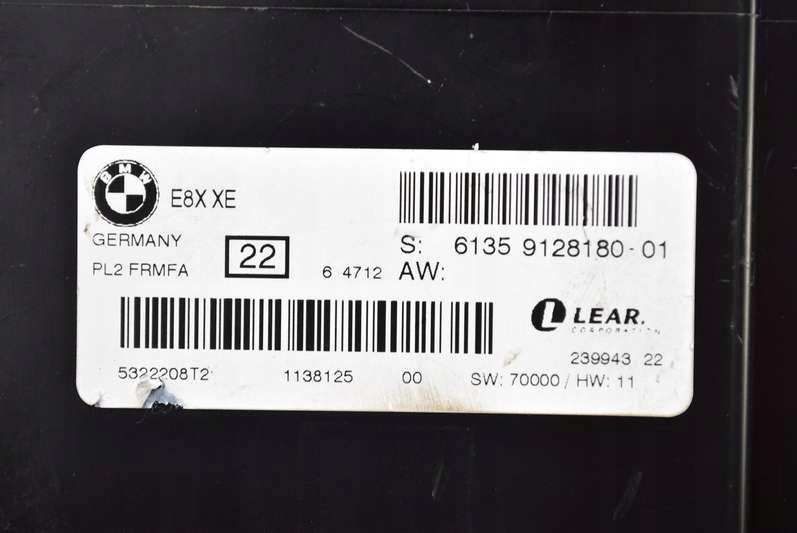 BMW
E8X XE
GERMANY
PL2 FRMFA
22
6 4712
S: 6135 9128180-01
AW:
LEAR.
CORPORATION
239943 22
5322208T2
1138125
00
SW: 70000 / HW: 11